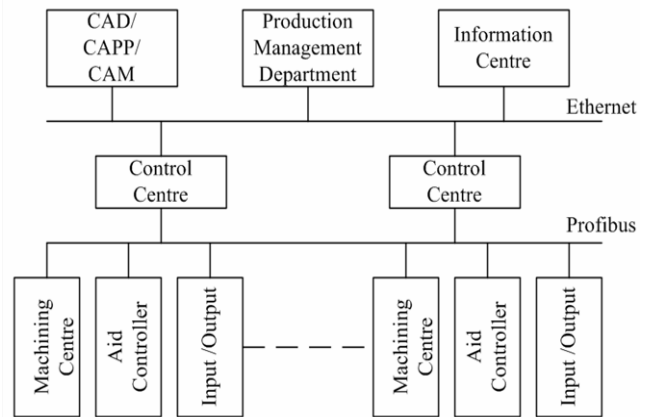 CAD/
CAPP/
CAM
Production
Management
Department
Information
Centre
Ethernet
Control
Centre
Control
Centre
Profibus
Machining
Centre
Aid
Controller
Input /Output
Machining
Centre
Aid
Controller
Input /Output